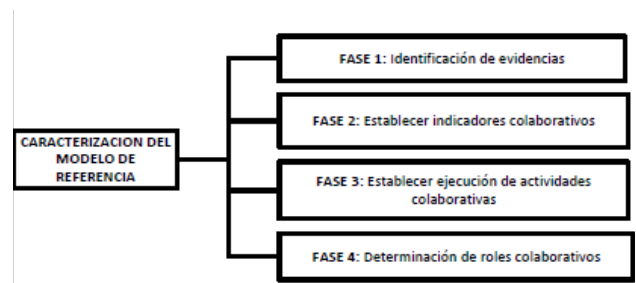 FASE 1: Identificación de evidencias
FASE 2: Establecer indicadores colaborativos
CARACTERIZACION DEL
MODELO DE
REFERENCIA
FASE 3: Establecer ejecución de actividades
colaborativas
FASE 4: Determinación de roles colaborativos